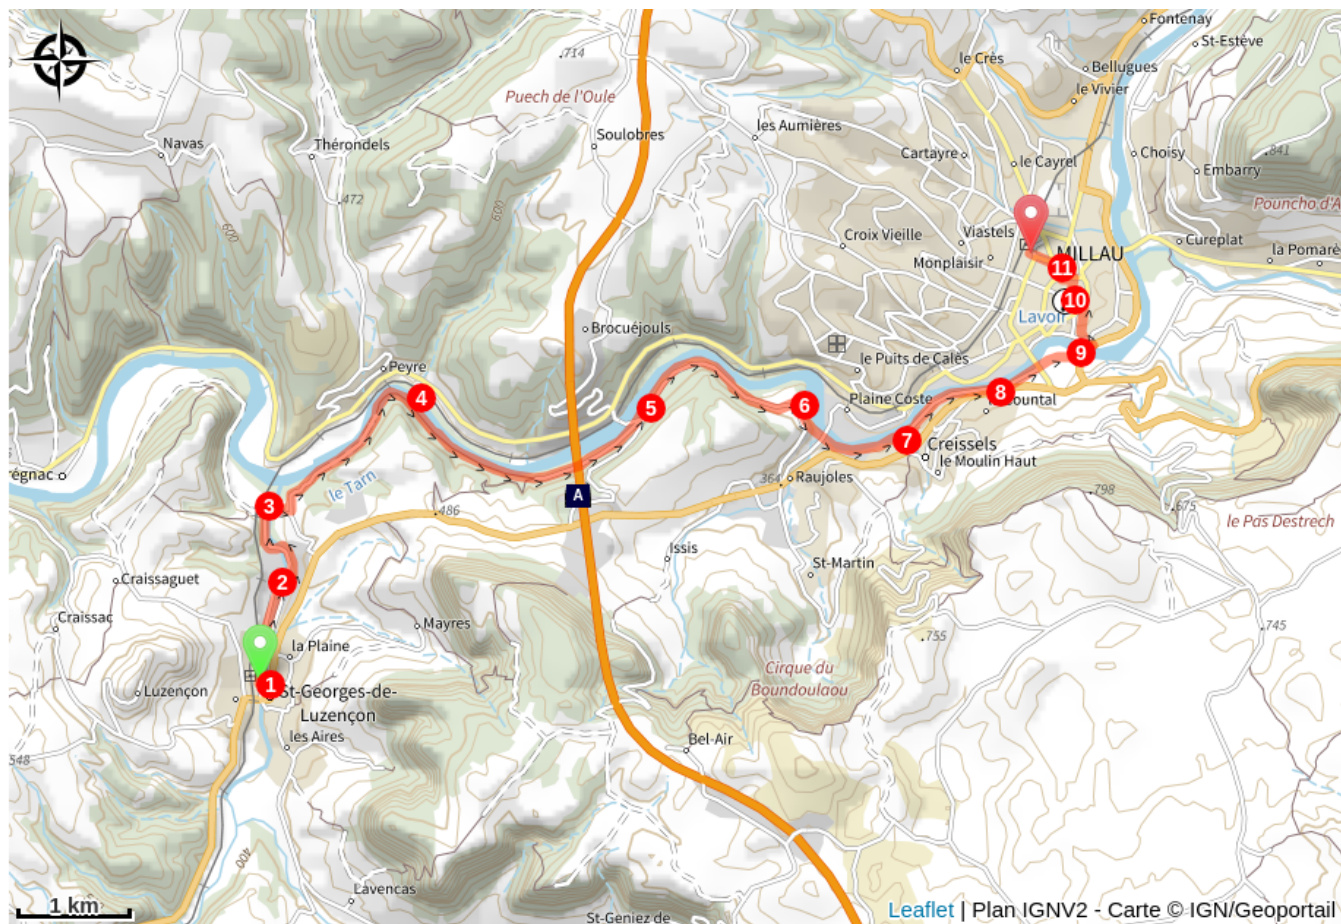 Fontenay
St-Estève
.714
le Crès
Bellugues
Puech de l'Oule
le Vivier
Soulobres
les Aumières
Navas
Thérondels
Cartayre
le Cayrel
Choisy
.841
Embarry
.472
600
600
Pouncho d'A
Croix Vieille
Viastels
Cureplat
MILLAU
la Pomarè
Monplaisir
11
10
Lavoir
Brocuéjours
9
le Puits de Calès
Peyre
8
4
5
6
Plaine Coste
7
Creissels
le Moulin Haut
régnac
364
Raujoles
le Tarn
.798
A
3
.486
.675
le Pas Destrech
Issis
St-Martin
Craissaguet
2
Craissac
Mayres
.745
.755
la Plaine
Cirque du
Boundoulaou
1
Luzençon
St-Georges-de-
Luzençon
les Aires
Bel-Air
548
400
Lavencas
1 km
St-Geniez de
Leaflet | Plan IGNV2 - Carte © IGN/Geoportail